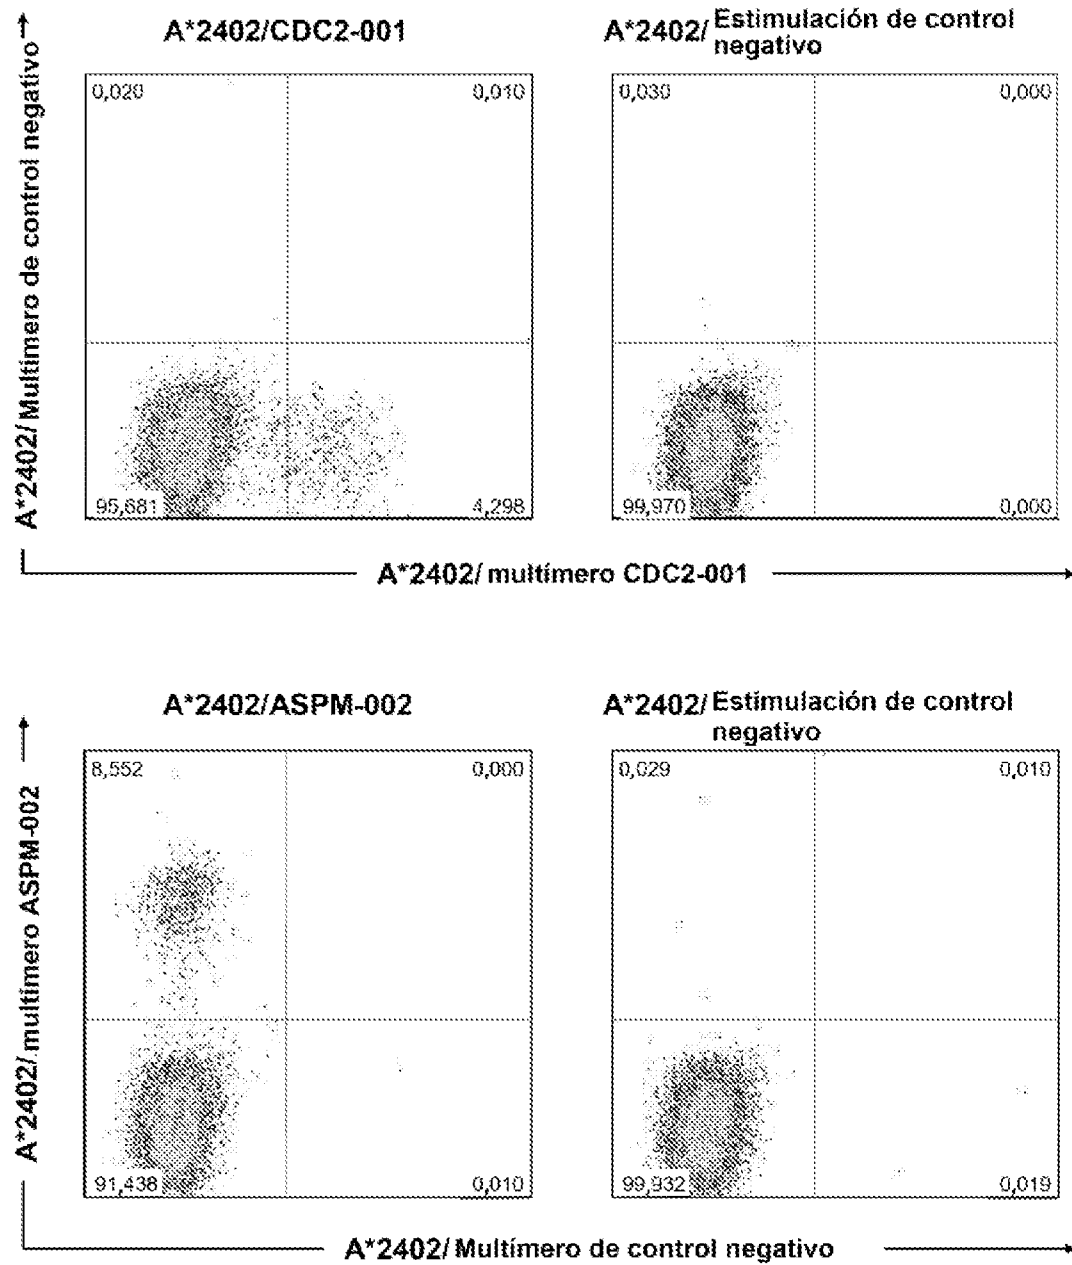 A*2402/CDC2-001
A*2402/ Estimulación de control
negativo
A*2402/ Multímero de control negativo
0,020
0,010
95,681
4,298
0,030
0,000
99,970
0,000
A*2402/ multímero CDC2-001
A*2402/ASPM-002
A*2402/ Estimulación de control
negativo
A*2402/ multímero ASPM-002
8,552
0,000
91,438
0,010
0,029
0,010
99,932
0,019
A*2402/ Multímero de control negativo